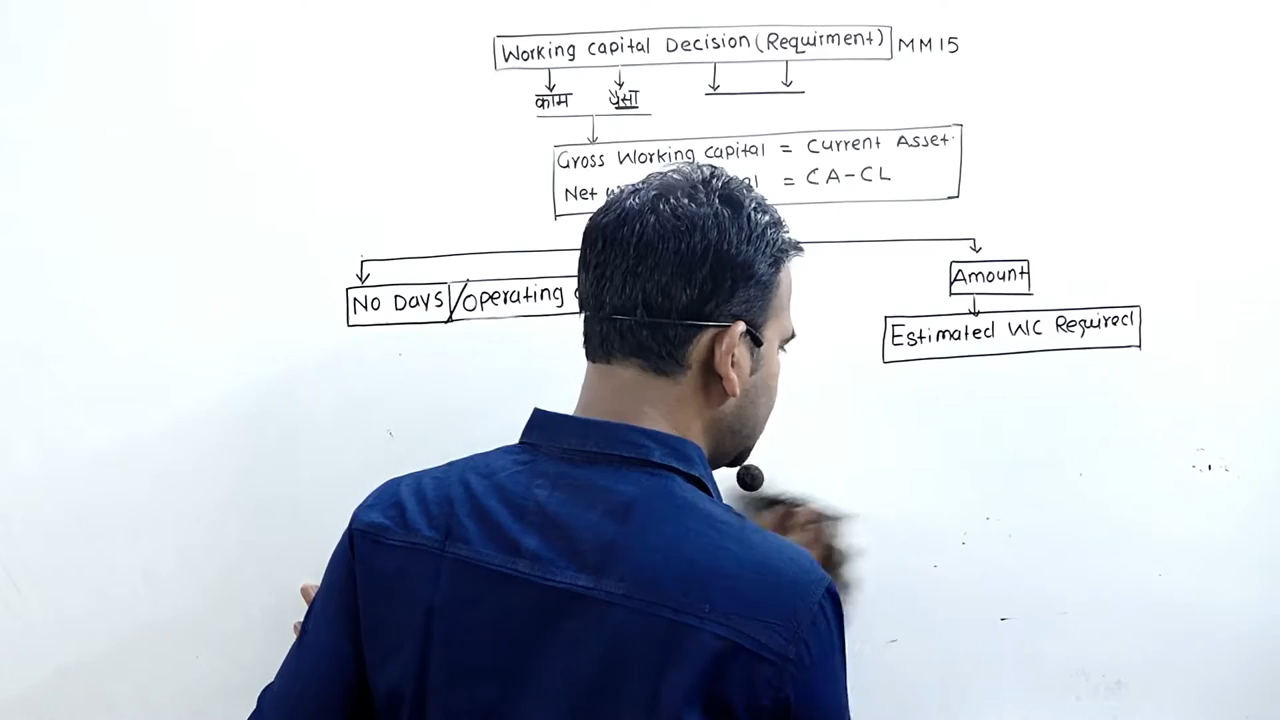 Working Capital Decision (Requirment) MM15
काम पैसा
Gross Working Capital = Current Asset.
Net = CA-CL
No Days/Operating
Amount
Estimated WC Required